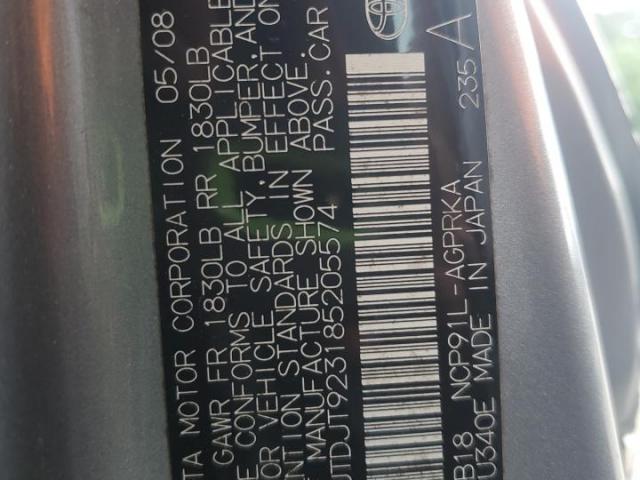 TA MOTOR CORPORATION 05/08
GAWR FR 1830LB RR 1830LB
E CONFORMS TO ALL APPLICABLE
OR VEHICLE SAFETY, BUMPER, AND
ENTION STANDARDS IN EFFECT ON
MANUFACTURE SHOWN ABOVE.
JTDJT923185205574 PASS. CAR
B18 NCP91L-AGPRKA 235 A
U340E MADE IN JAPAN